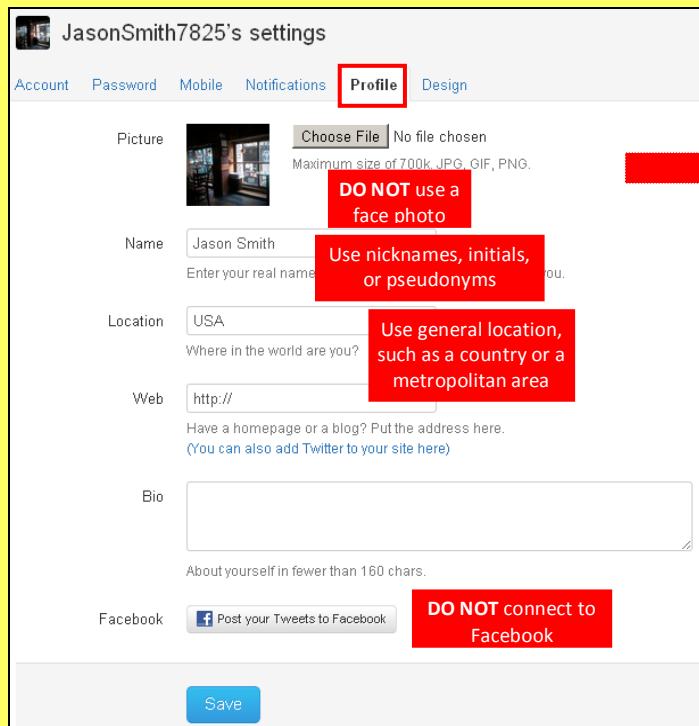 JasonSmith7825's settings
Account Password Mobile Notifications Profile Design
Picture
Choose File No file chosen
Maximum size of 700k. JPG, GIF, PNG.
DO NOT use a
face photo
Name
Jason Smith
Use nicknames, initials,
or pseudonyms
Enter your real name you.
Location
USA
Use general location,
such as a country or a
metropolitan area
Where in the world are you?
Web
http://
Have a homepage or a blog? Put the address here.
(You can also add Twitter to your site here)
Bio
About yourself in fewer than 160 chars.
Facebook
f Post your Tweets to Facebook
DO NOT connect to
Facebook
Save